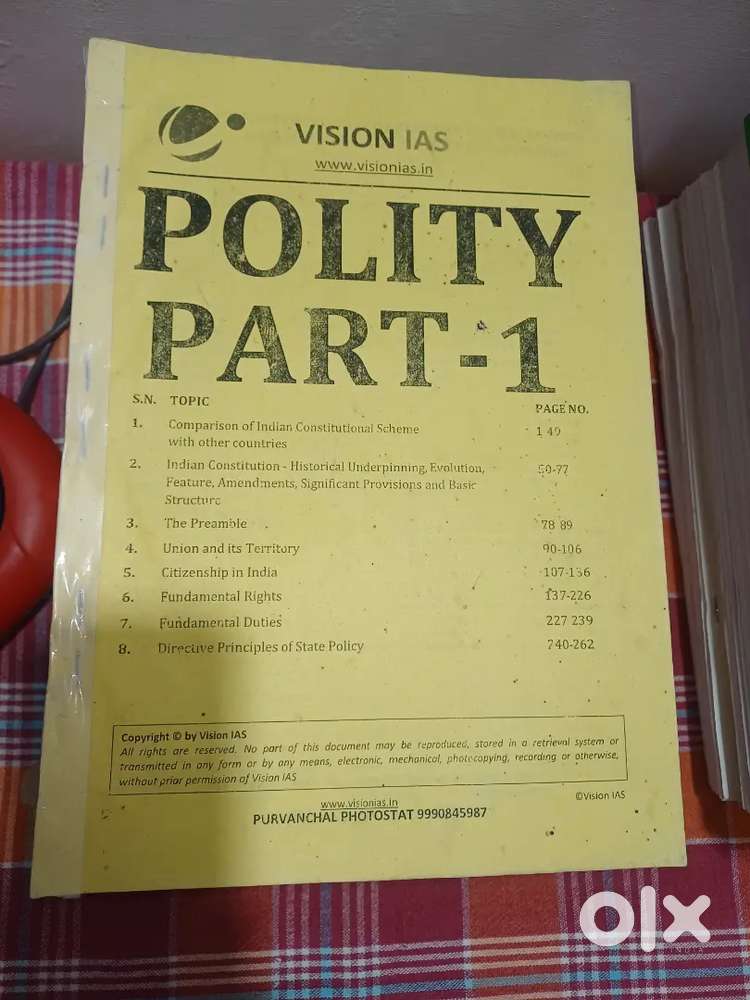 VISION IAS
www.visionias.in
POLITY
PART-1
S.N. TOPIC PAGE NO.
1. Comparison of Indian Constitutional Scheme 1-49
with other countries
2. Indian Constitution - Historical Underpinning, Evolution, 50-77
Feature, Amendments, Significant Provisions and Basic
Structure
3. The Preamble 78-89
4. Union and its Territory 90-106
5. Citizenship in India 107-136
6. Fundamental Rights 137-226
7. Fundamental Duties 227-239
8. Directive Principles of State Policy 240-262
Copyright © by Vision IAS
All rights are reserved. No part of this document may be reproduced, stored in a retrieval system or
transmitted in any form or by any means, electronic, mechanical, photocopying, recording or otherwise,
without prior permission of Vision IAS
©Vision IAS
www.visionias.in
PURVANCHAL PHOTOSTAT 9990845987
olx